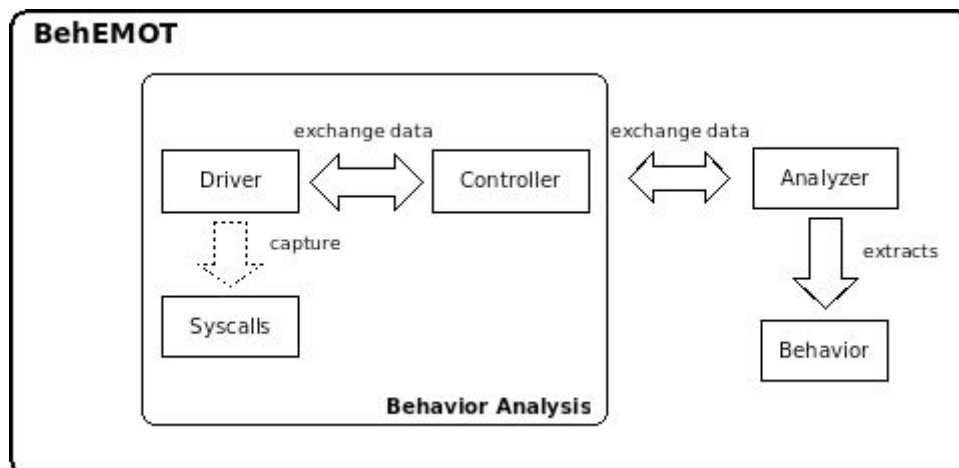 BehEMOT
exchange data
exchange data
Driver
Controller
Analyzer
capture
extracts
Syscalls
Behavior
Behavior Analysis